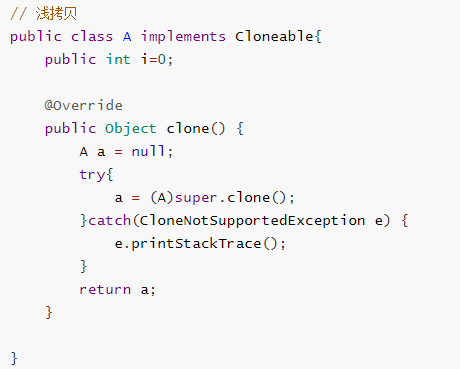 // 浅拷贝
public class A implements Cloneable{
    public int i=0;

    @Override
    public Object clone() {
        A a = null;
        try{
            a = (A)super.clone();
        }catch(CloneNotSupportedException e) {
            e.printStackTrace();
        }
        return a;
    }

}